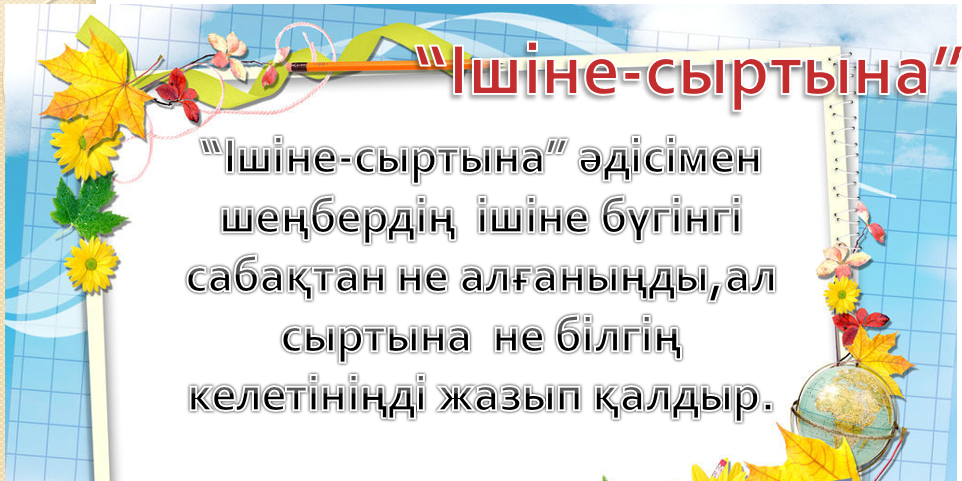 “Ішіне-сыртына”
“Ішіне-сыртына” әдісімен
шеңбердің ішіне бүгінгі
сабақтан не алғаныңды,ал
сыртына не білгің
келетініңді жазып қалдыр.